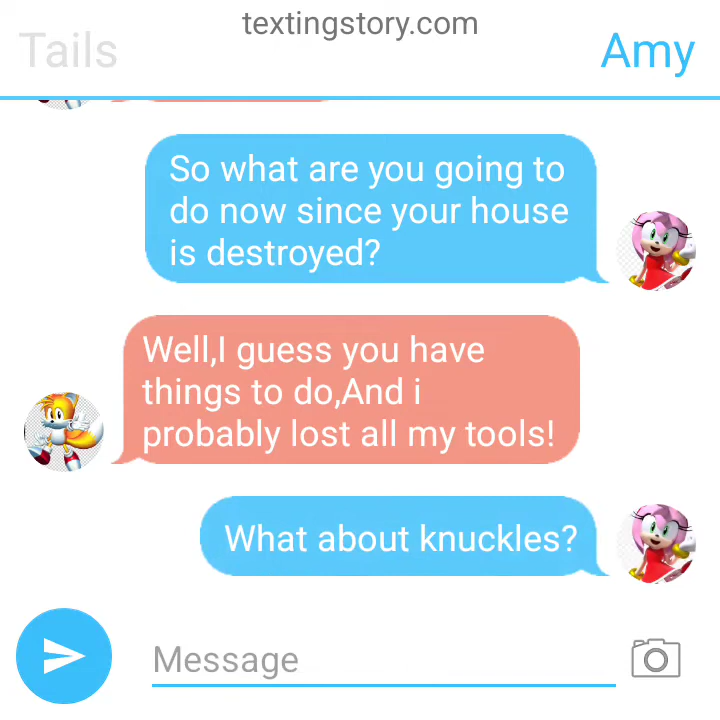 textingstory.com
Tails
Amy
So what are you going to
do now since your house
is destroyed?
Well,I guess you have
things to do,And i
probably lost all my tools!
What about knuckles?
Message